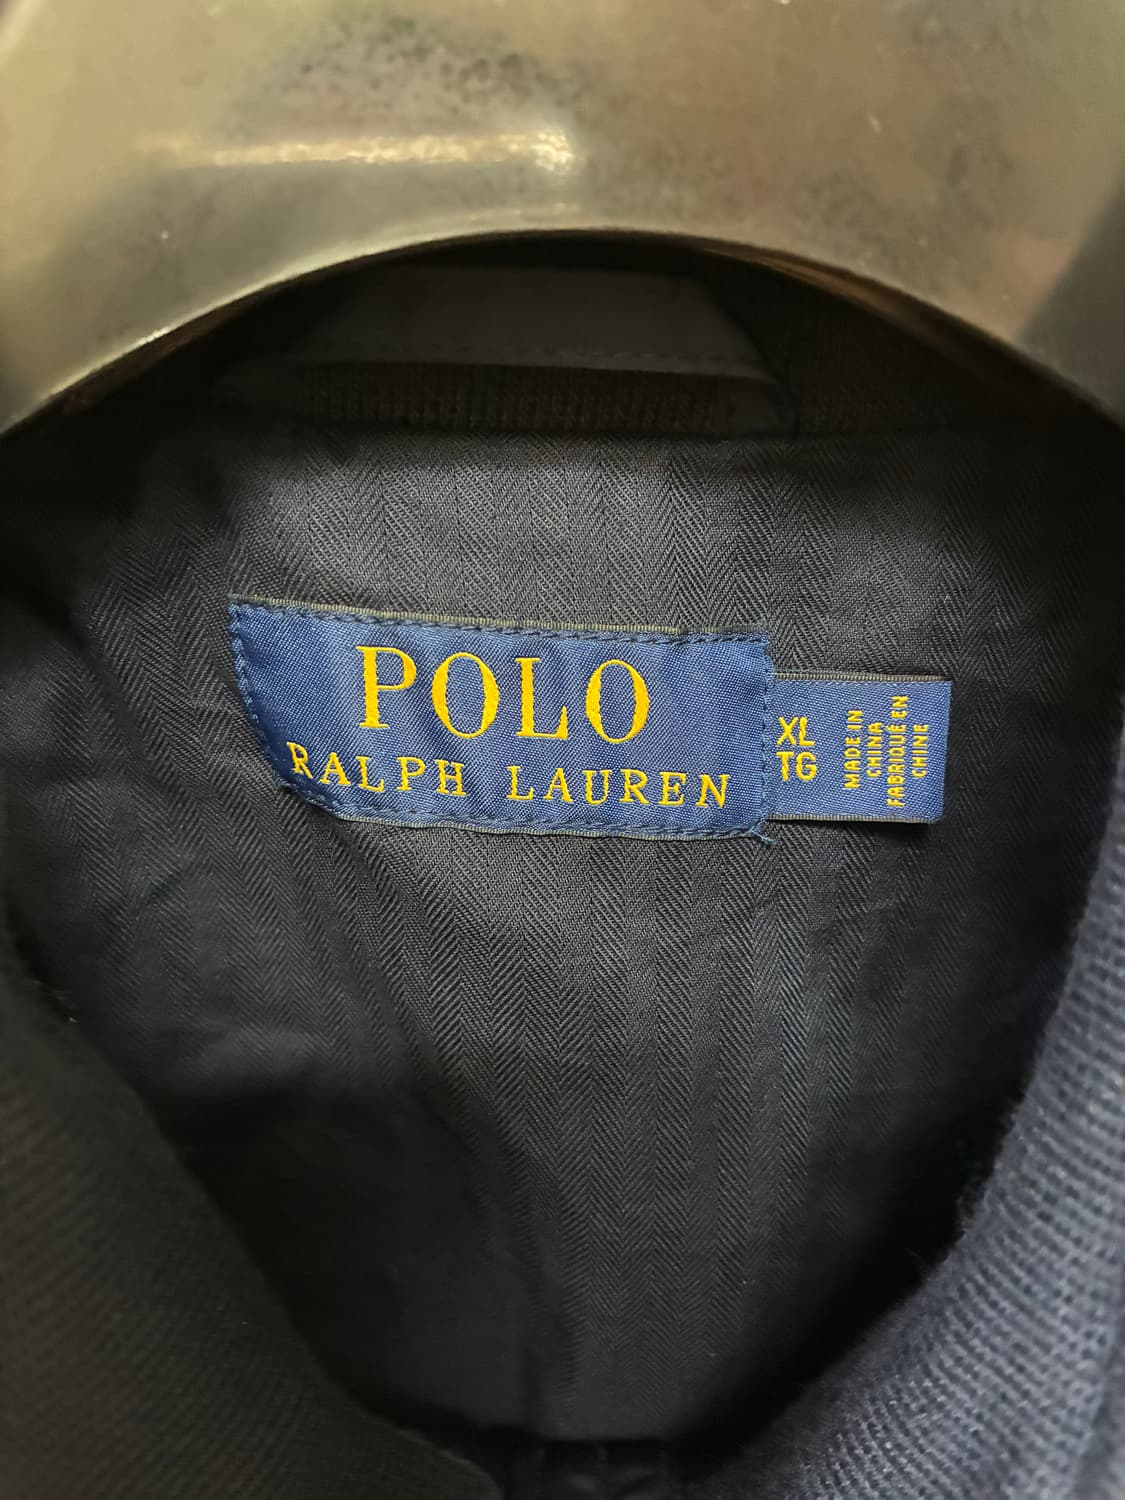 POLO
RALPH LAUREN
XL
TG
MADE IN
CHINA
FABRIQUÉ EN
CHINE